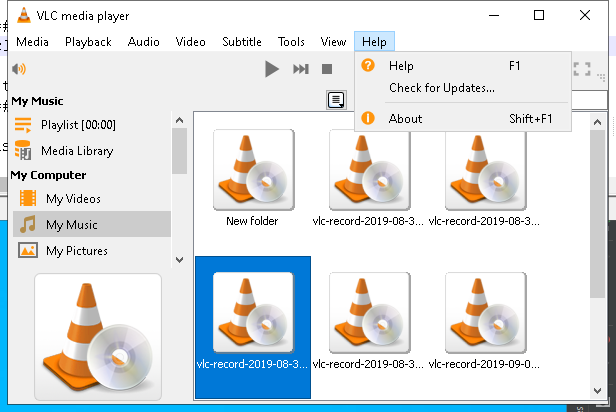 VLC media player
Media Playback Audio Video Subtitle Tools View Help
Help F1
Check for Updates...
About Shift+F1
My Music
Playlist [00:00]
Media Library
My Computer
My Videos
My Music
My Pictures
New folder vlc-record-2019-08-3... vlc-record-2019-08-3...
vlc-record-2019-08-3... vlc-record-2019-08-3... vlc-record-2019-09-0...